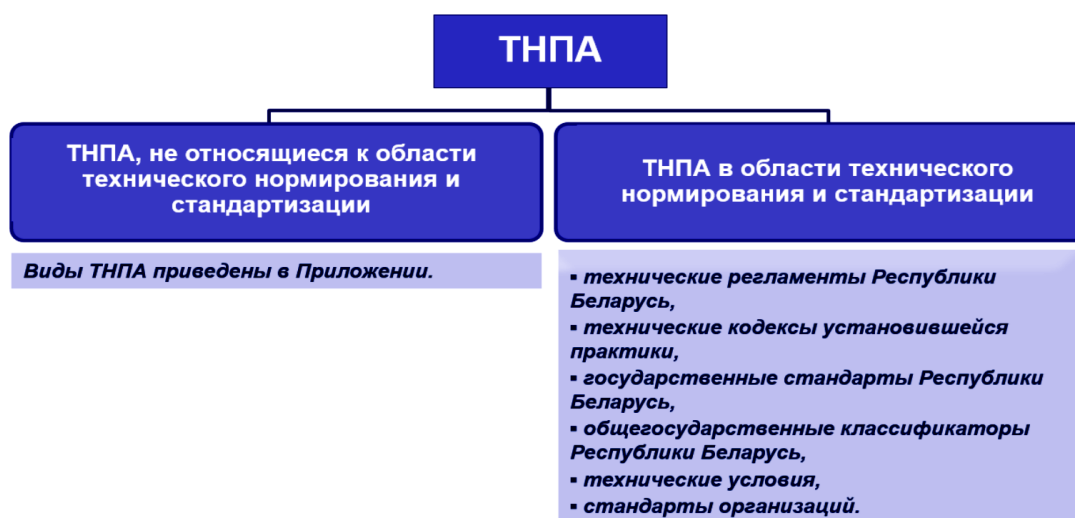 ТНПА
ТНПА, не относящиеся к области
технического нормирования и
стандартизации
ТНПА в области технического
нормирования и стандартизации
Виды ТНПА приведены в Приложении.
▪ технические регламенты Республики
Беларусь,
▪ технические кодексы установившейся
практики,
▪ государственные стандарты Республики
Беларусь,
▪ общегосударственные классификаторы
Республики Беларусь,
▪ технические условия,
▪ стандарты организаций.